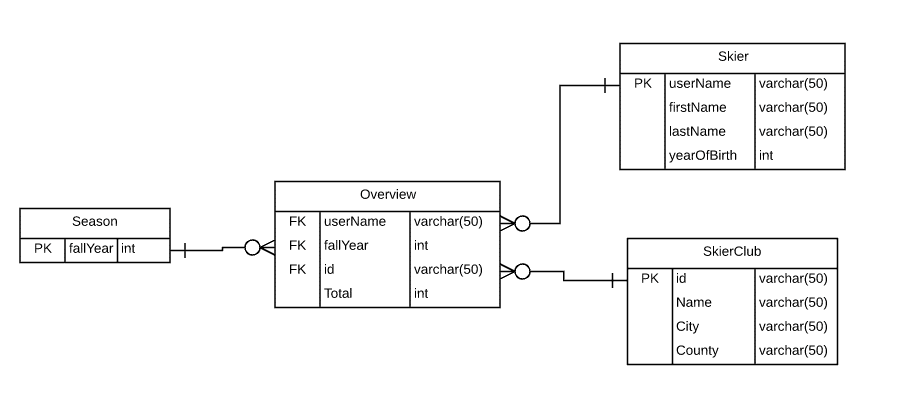 Skier
PK userName varchar(50)
firstName varchar(50)
lastName varchar(50)
yearOfBirth int
Overview
FK userName varchar(50)
FK fallYear int
FK id varchar(50)
Total int
Season
PK fallYear int
SkierClub
PK id varchar(50)
Name varchar(50)
City varchar(50)
County varchar(50)